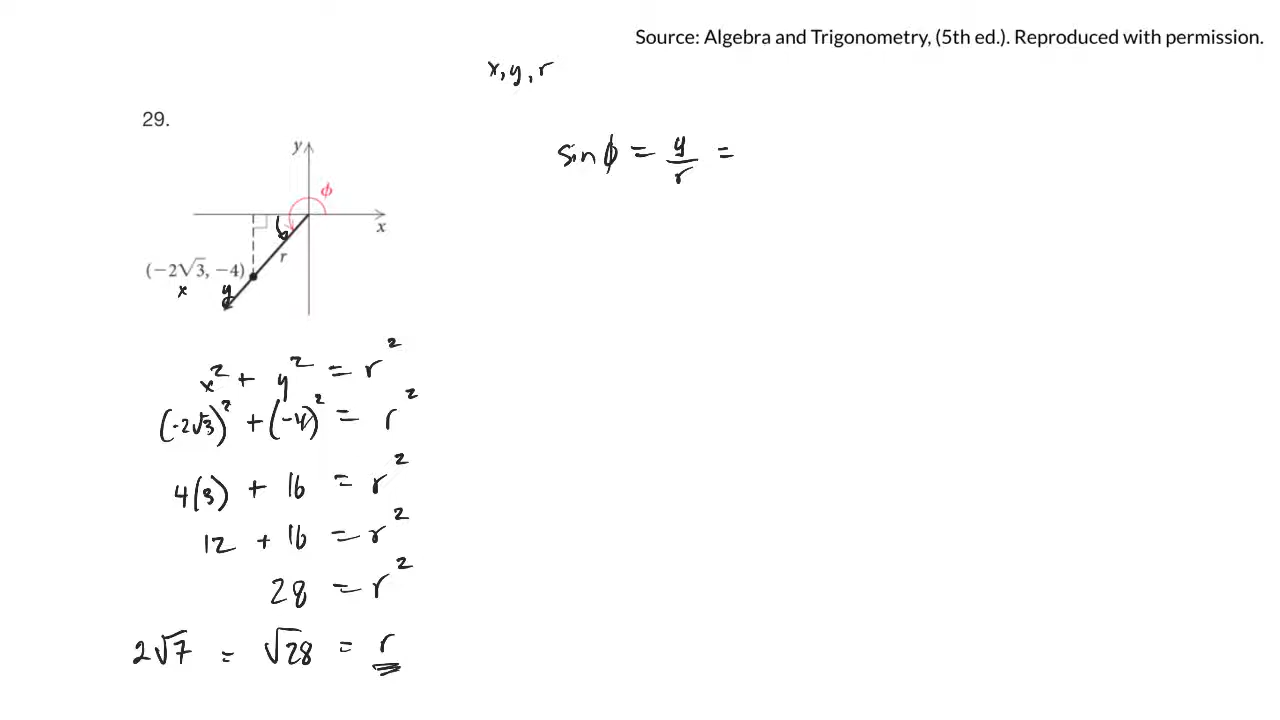 Source: Algebra and Trigonometry, (5th ed.). Reproduced with permission.
x, y, r
29.
sin ϕ = y/r =
y
ϕ
x
r
(−2√3, −4)
x y
x² + y² = r²
(-2√3)² + (-4)² = r²
4(3) + 16 = r²
12 + 16 = r²
28 = r²
2√7 = √28 = r